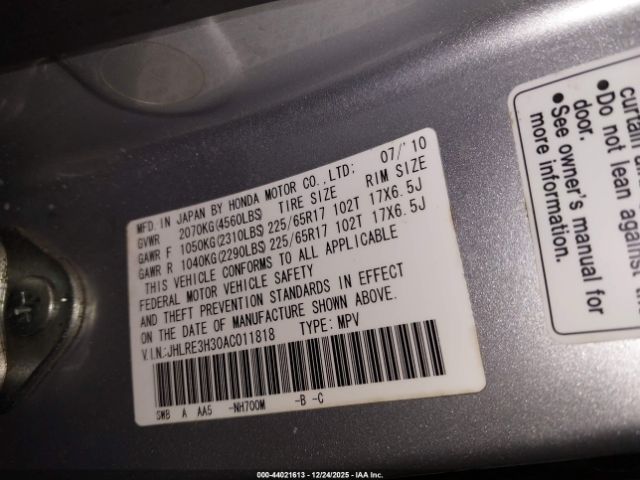 MFD. IN JAPAN BY HONDA MOTOR CO., LTD; 07/'10
GVWR 2070KG(4560LBS) TIRE SIZE RIM SIZE
GAWR F 1050KG(2310LBS) 225/65R17 102T 17X6.5J
GAWR R 1040KG(2290LBS) 225/65R17 102T 17X6.5J
THIS VEHICLE CONFORMS TO ALL APPLICABLE
FEDERAL MOTOR VEHICLE SAFETY
AND THEFT PREVENTION STANDARDS IN EFFECT
ON THE DATE OF MANUFACTURE SHOWN ABOVE.
V.I.N.:JHLRE3H30AC011818 TYPE: MPV
SWB A AA5 -NH700M -B -C
door.
• Do not lean against
• See owner's manual for
more information.
000-44021613 - 12/24/2025 - IAA Inc.